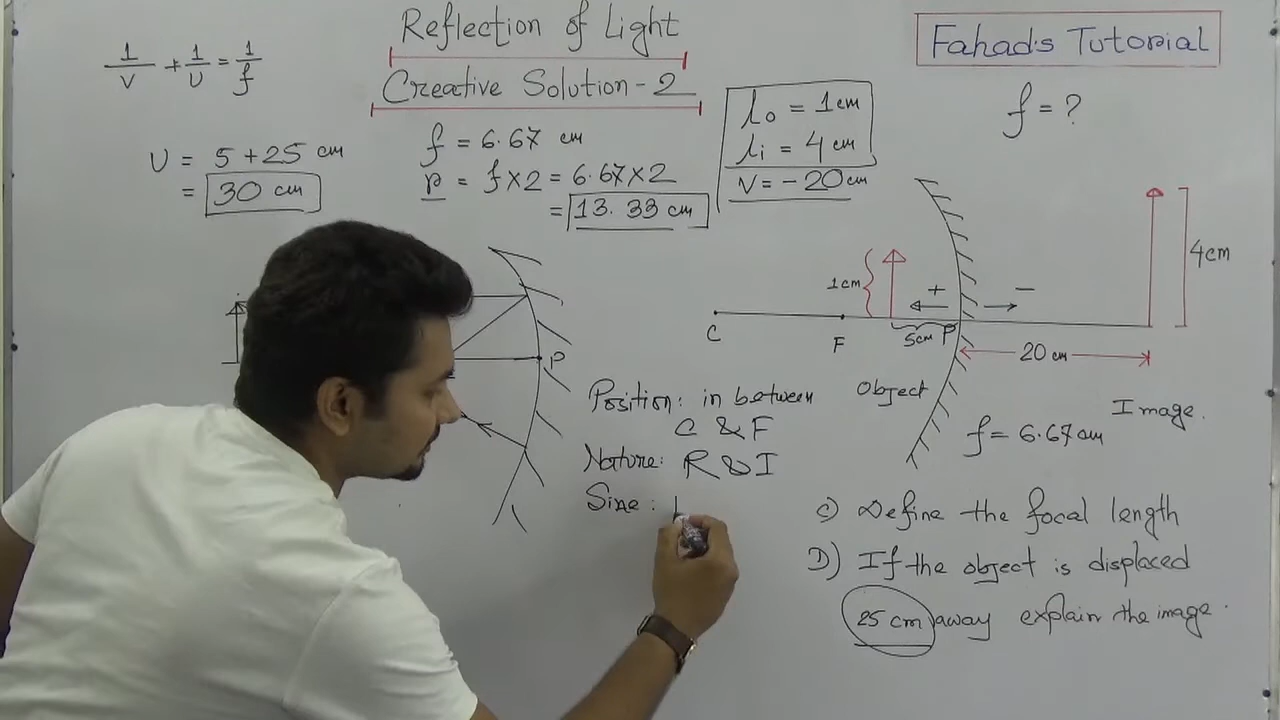 Reflection of Light
Creative Solution - 2
Fahad's Tutorial
1/v + 1/u = 1/f
U = 5 + 25 cm
= 30 cm
f = 6.67 cm
r = f x 2 = 6.67 x 2
= 13.33 cm
lo = 1 cm
li = 4 cm
V = - 20 cm
f = ?
P
Position: in between
C & F
Nature: R & I
Size:
1cm
+
-
4cm
C
F
5cm
P
20 cm
Object
Image.
f = 6.67 cm
C) Define the focal length
D) If the object is displaced
25 cm away explain the image.